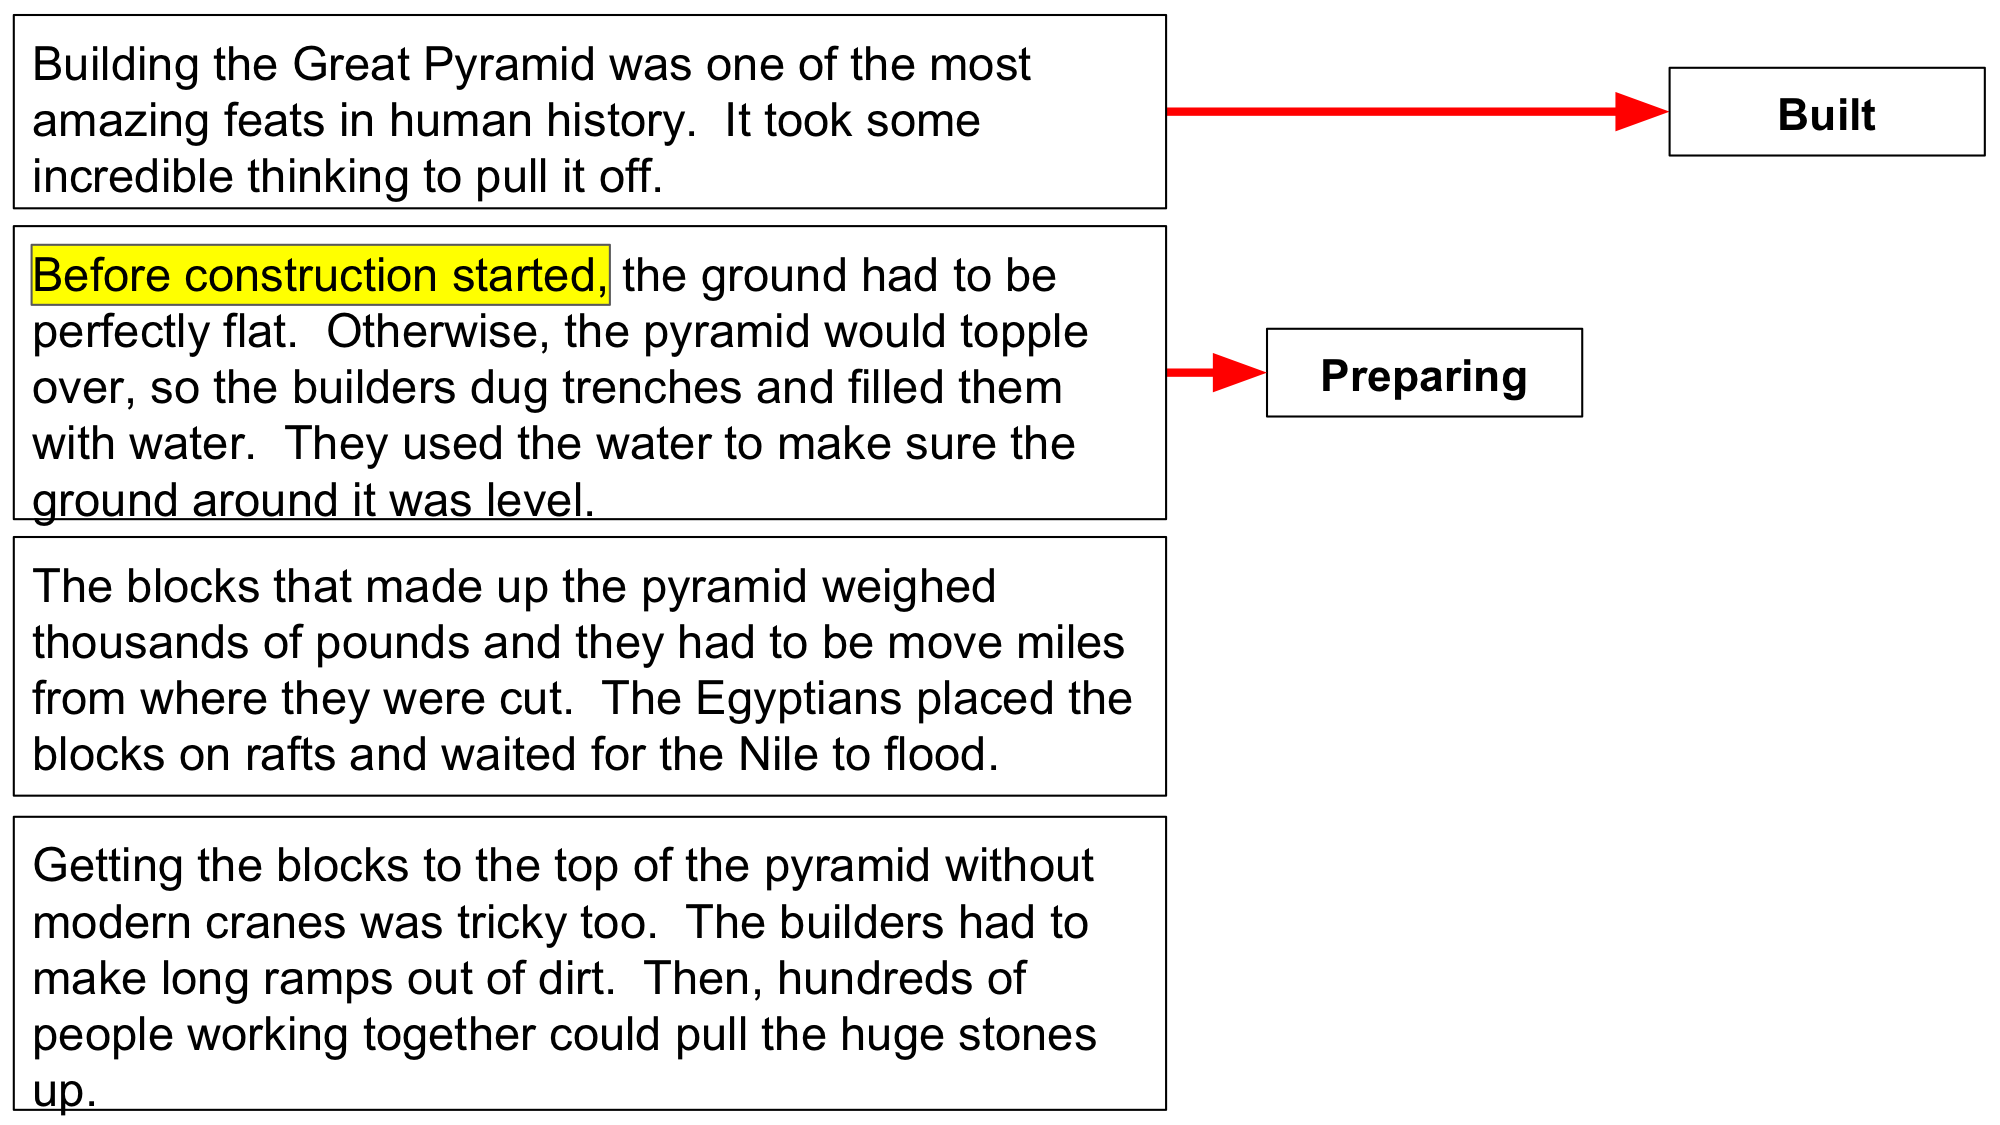 Building the Great Pyramid was one of the most
amazing feats in human history.  It took some
incredible thinking to pull it off.
Built
Before construction started, the ground had to be
perfectly flat.  Otherwise, the pyramid would topple
over, so the builders dug trenches and filled them
with water.  They used the water to make sure the
ground around it was level.
Preparing
The blocks that made up the pyramid weighed
thousands of pounds and they had to be move miles
from where they were cut.  The Egyptians placed the
blocks on rafts and waited for the Nile to flood.
Getting the blocks to the top of the pyramid without
modern cranes was tricky too.  The builders had to
make long ramps out of dirt.  Then, hundreds of
people working together could pull the huge stones
up.